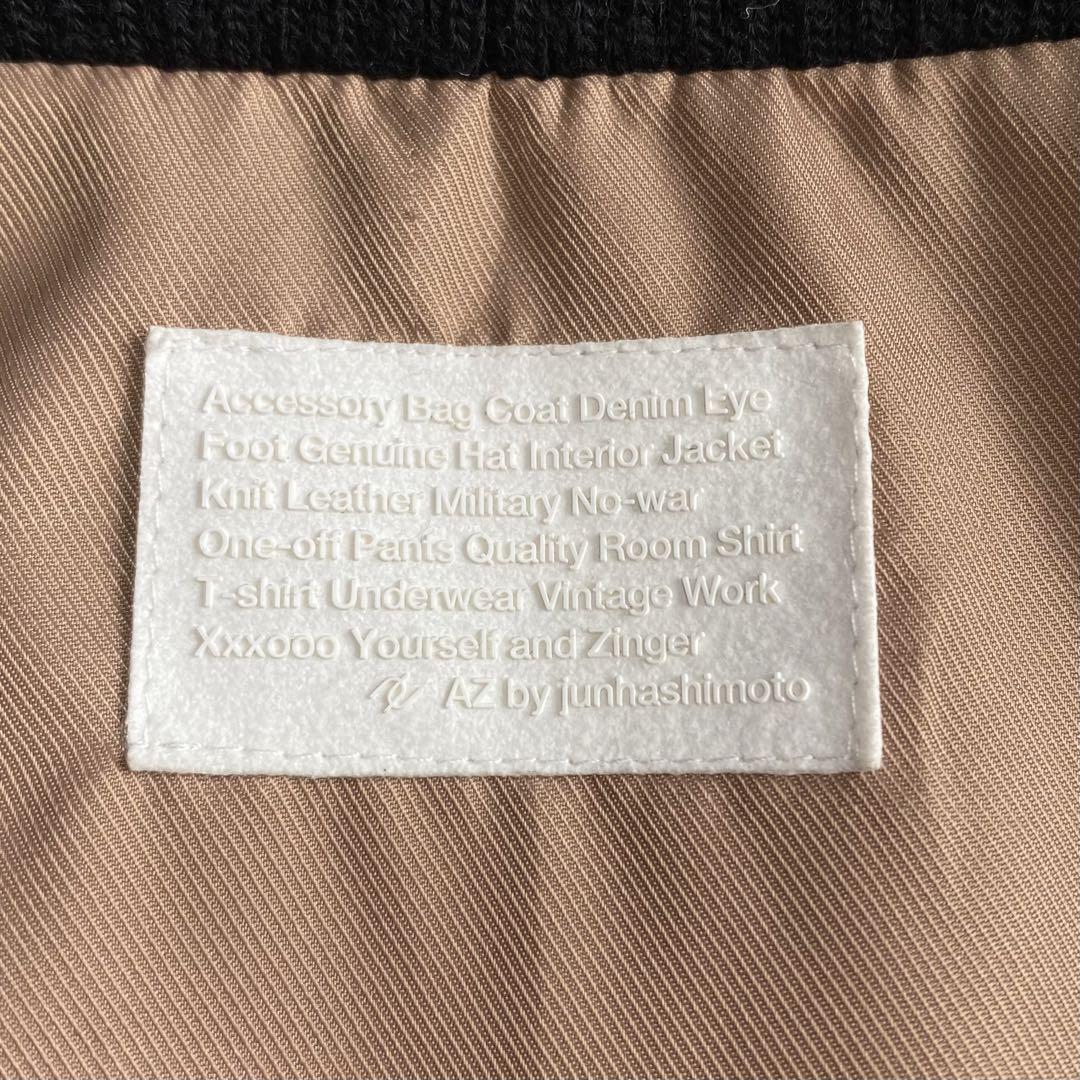 Accessory Bag Coat Denim Eye
Foot Genuine Hat Interior Jacket
Knit Leather Military No-war
One-off Pants Quality Room Shirt
T-shirt Underwear Vintage Work
Xxxooo Yourself and Zinger
AZ by junhashimoto